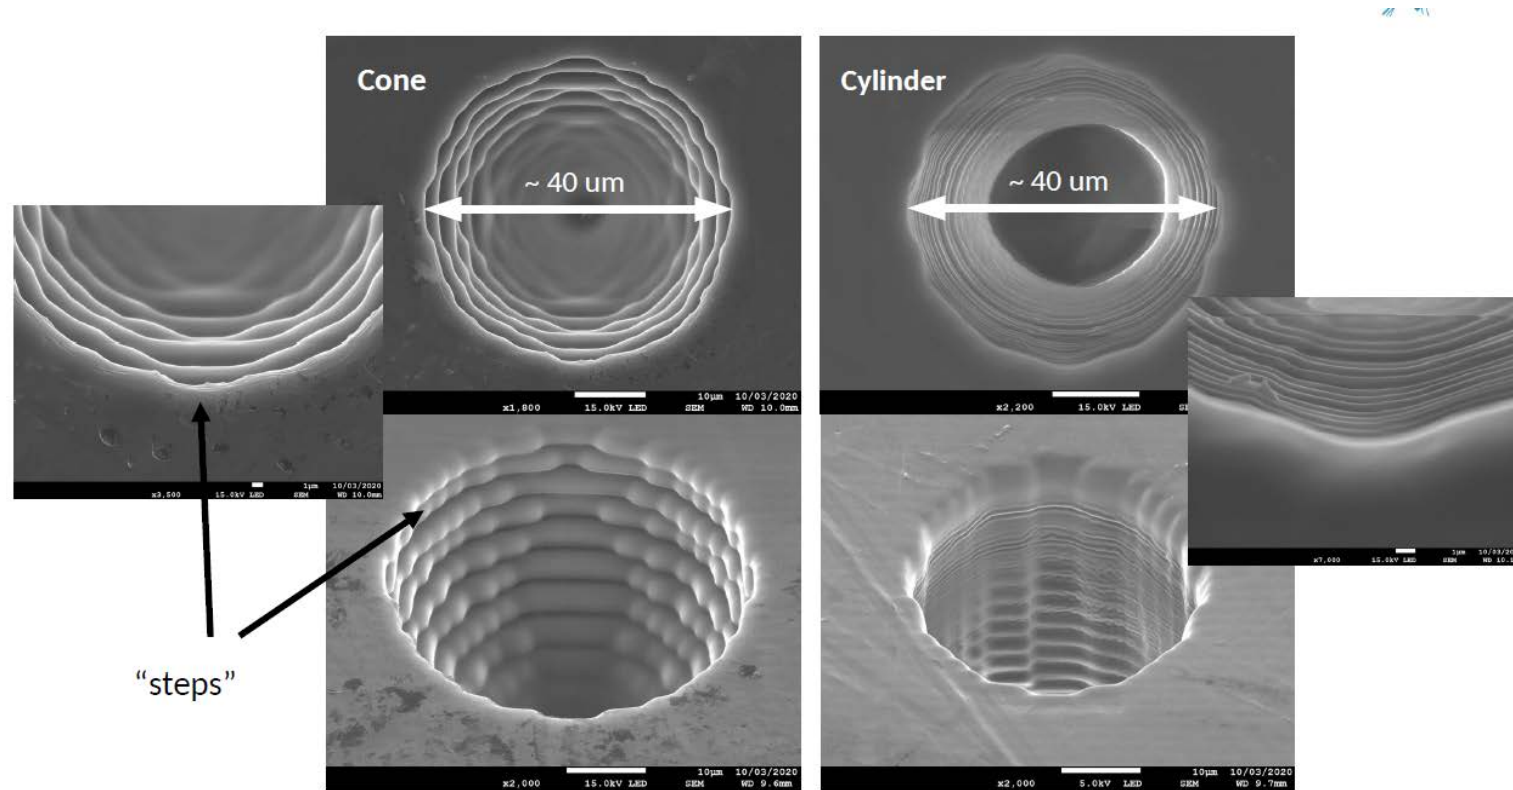 Cone
~ 40 um
10µm 10/03/2020
x1,800 15.0kV LED SEM WD 10.0mm
Cylinder
~ 40 um
10µm 10/03/2020
x2,200 15.0kV LED
1µm 10/03/2020
x3,500 15.0kV LED SEM WD 10.0mm
1µm
x7,000 15.0kV LED SEM
“steps”
10µm 10/03/2020
x2,000 15.0kV LED SEM WD 9.6mm
10µm 10/03/2020
x2,000 5.0kV LED SEM WD 9.7mm